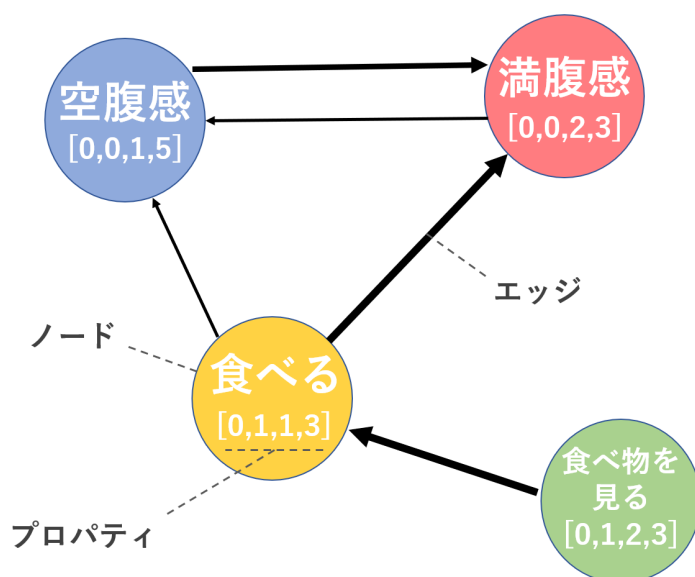 空腹感
[0,0,1,5]
満腹感
[0,0,2,3]
エッジ
ノード
食べる
[0,1,1,3]
プロパティ
食べ物を
見る
[0,1,2,3]